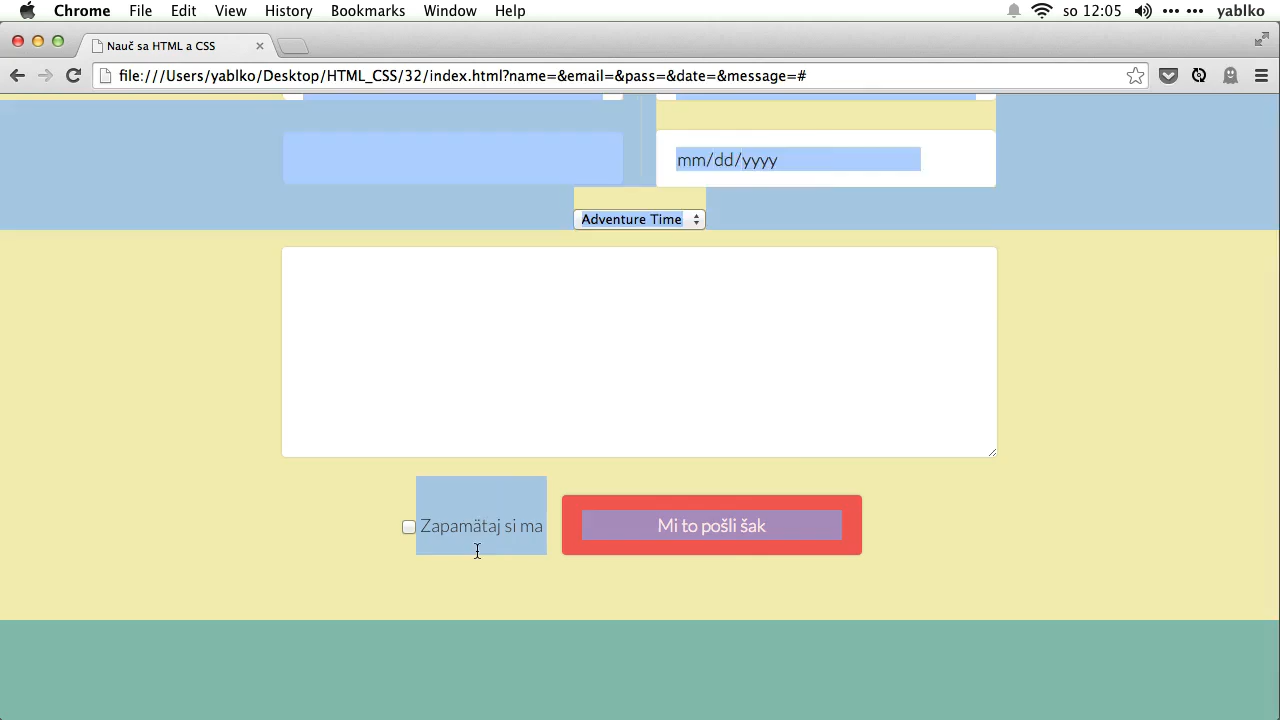 Chrome File Edit View History Bookmarks Window Help so 12:05 yablko
Nauč sa HTML a CSS
file:///Users/yablko/Desktop/HTML_CSS/32/index.html?name=&email=&pass=&date=&message=#
mm/dd/yyyy
Adventure Time
Zapamätaj si ma
Mi to pošli šak